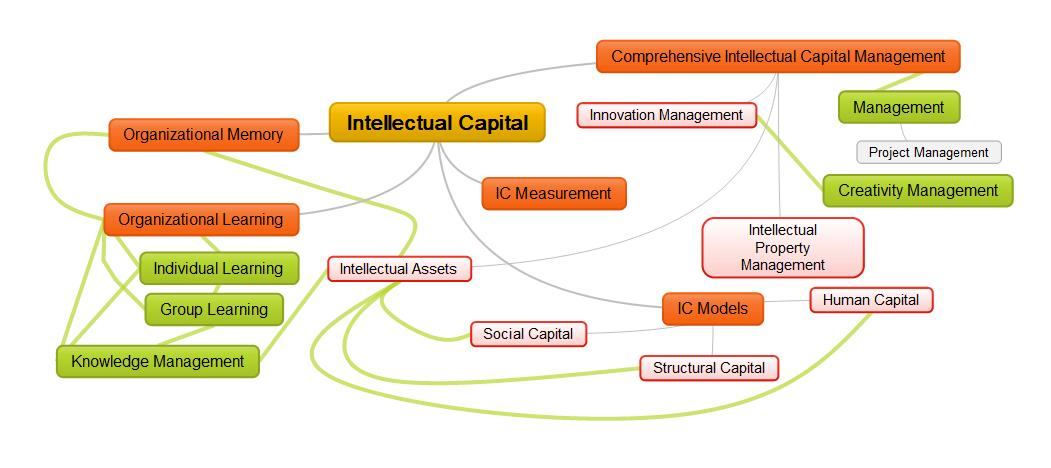 Comprehensive Intellectual Capital Management
Management
Innovation Management
Intellectual Capital
Organizational Memory
Project Management
IC Measurement
Creativity Management
Organizational Learning
Intellectual
Property
Management
Individual Learning
Intellectual Assets
Group Learning
IC Models
Human Capital
Social Capital
Knowledge Management
Structural Capital